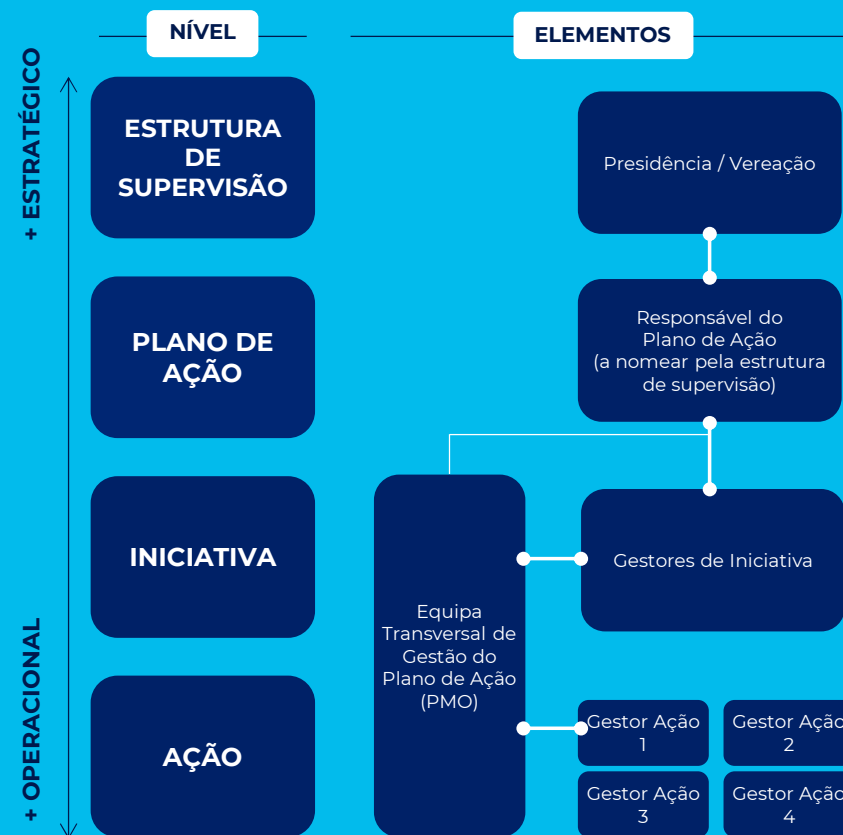 NÍVEL
ELEMENTOS
+ ESTRATÉGICO
ESTRUTURA
DE
SUPERVISÃO
Presidência / Vereação
PLANO DE
AÇÃO
Responsável do
Plano de Ação
(a nomear pela estrutura
de supervisão)
INICIATIVA
Gestores de Iniciativa
Equipa
Transversal de
Gestão do
Plano de Ação
(PMO)
+ OPERACIONAL
AÇÃO
Gestor Ação
1
Gestor Ação
2
Gestor Ação
3
Gestor Ação
4